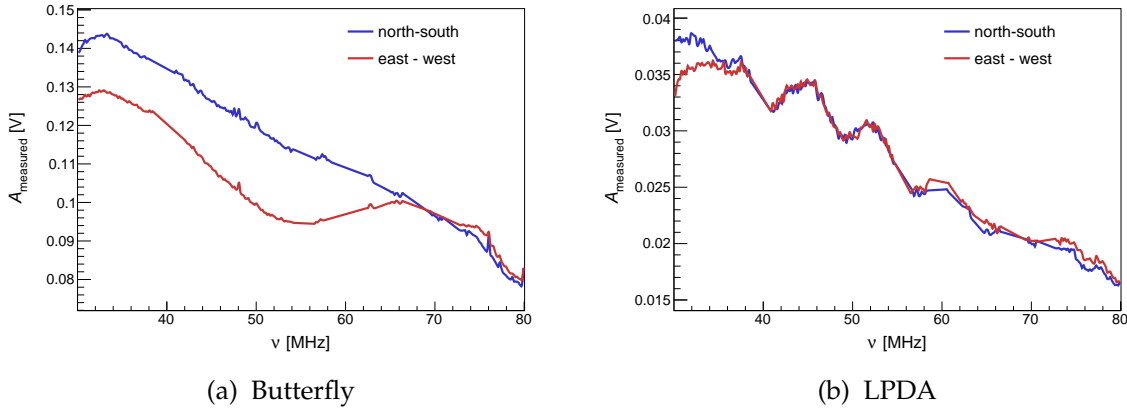 0.15
0.14
0.13
0.12
0.11
0.1
0.09
0.08
A measured [V]
north-south
east - west
40 50 60 70 80
ν [MHz]
(a) Butterfly
0.04
0.035
0.03
0.025
0.02
0.015
A measured [V]
north-south
east - west
40 50 60 70 80
ν [MHz]
(b) LPDA